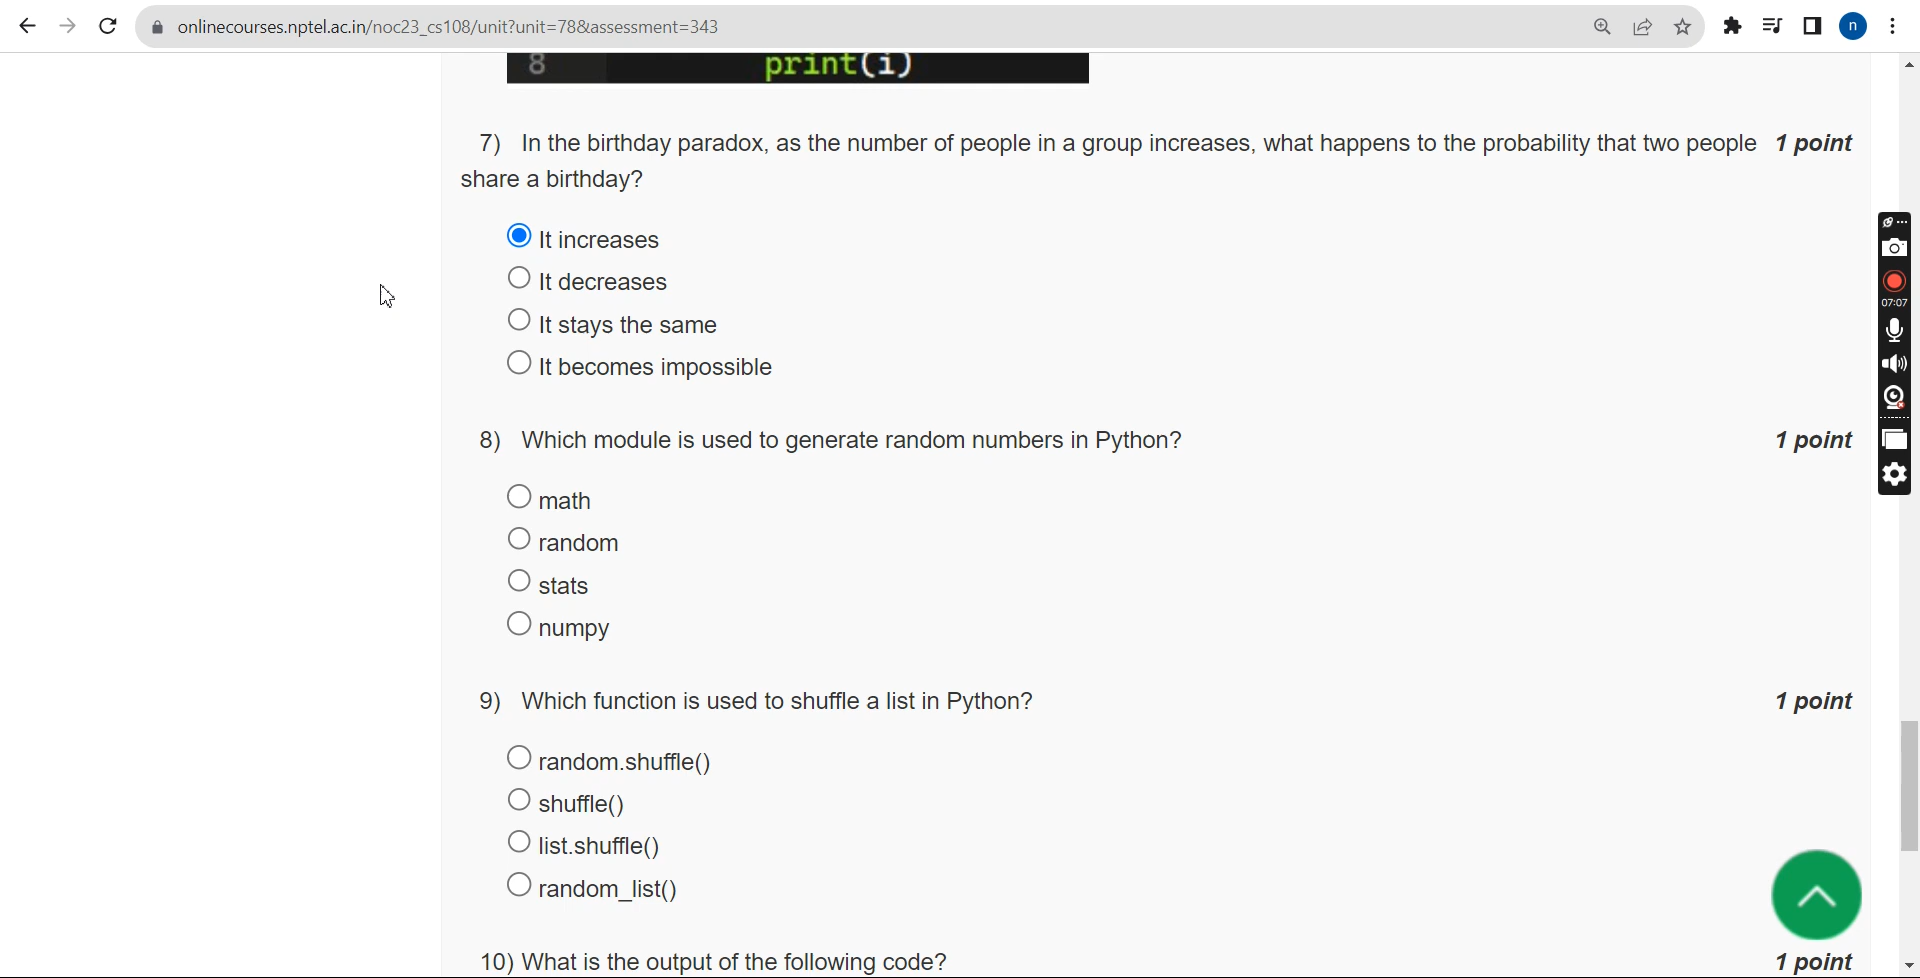 onlinecourses.nptel.ac.in/noc23_cs108/unit?unit=78&assessment=343
n
8 print(i)
7) In the birthday paradox, as the number of people in a group increases, what happens to the probability that two people 1 point
share a birthday?
It increases
It decreases
It stays the same
It becomes impossible
07:07
8) Which module is used to generate random numbers in Python? 1 point
math
random
stats
numpy
9) Which function is used to shuffle a list in Python? 1 point
random.shuffle()
shuffle()
list.shuffle()
random_list()
10) What is the output of the following code? 1 point